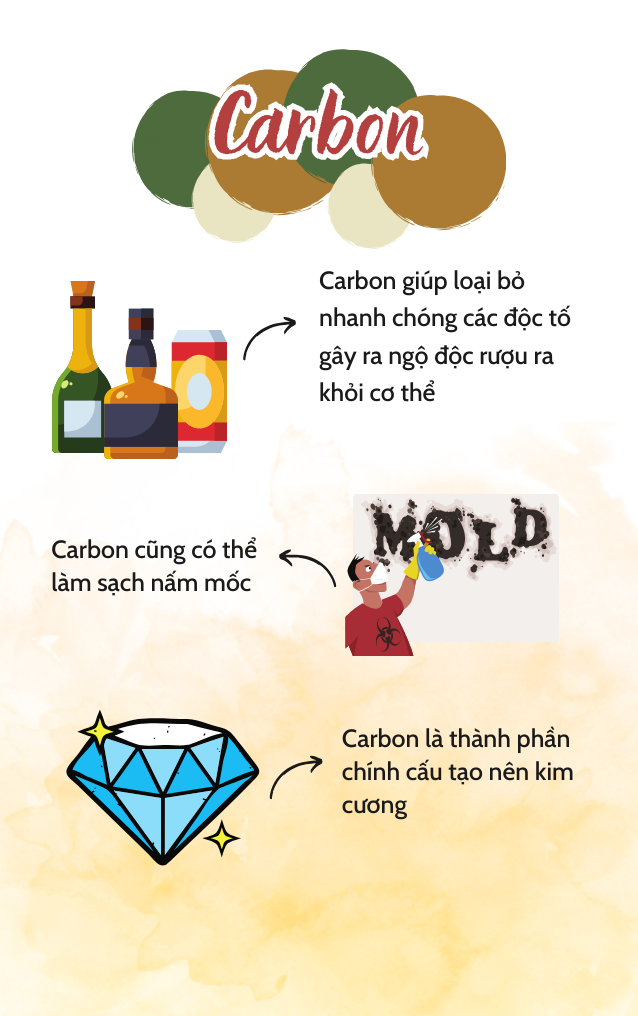 Carbon
Carbon giúp loại bỏ
nhanh chóng các độc tố
gây ra ngộ độc rượu ra
khỏi cơ thể
MOLD
Carbon cũng có thể
làm sạch nấm mốc
Carbon là thành phần
chính cấu tạo nên kim
cương